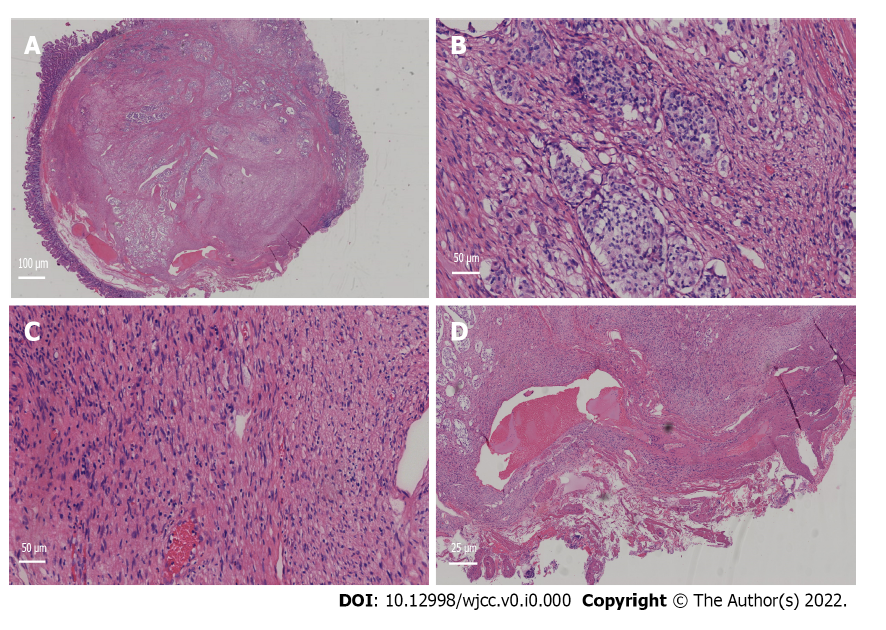 A
B
100 μm
50 μm
C
D
50 μm
25 μm
DOI: 10.12998/wjcc.v0.i0.000 Copyright © The Author(s) 2022.